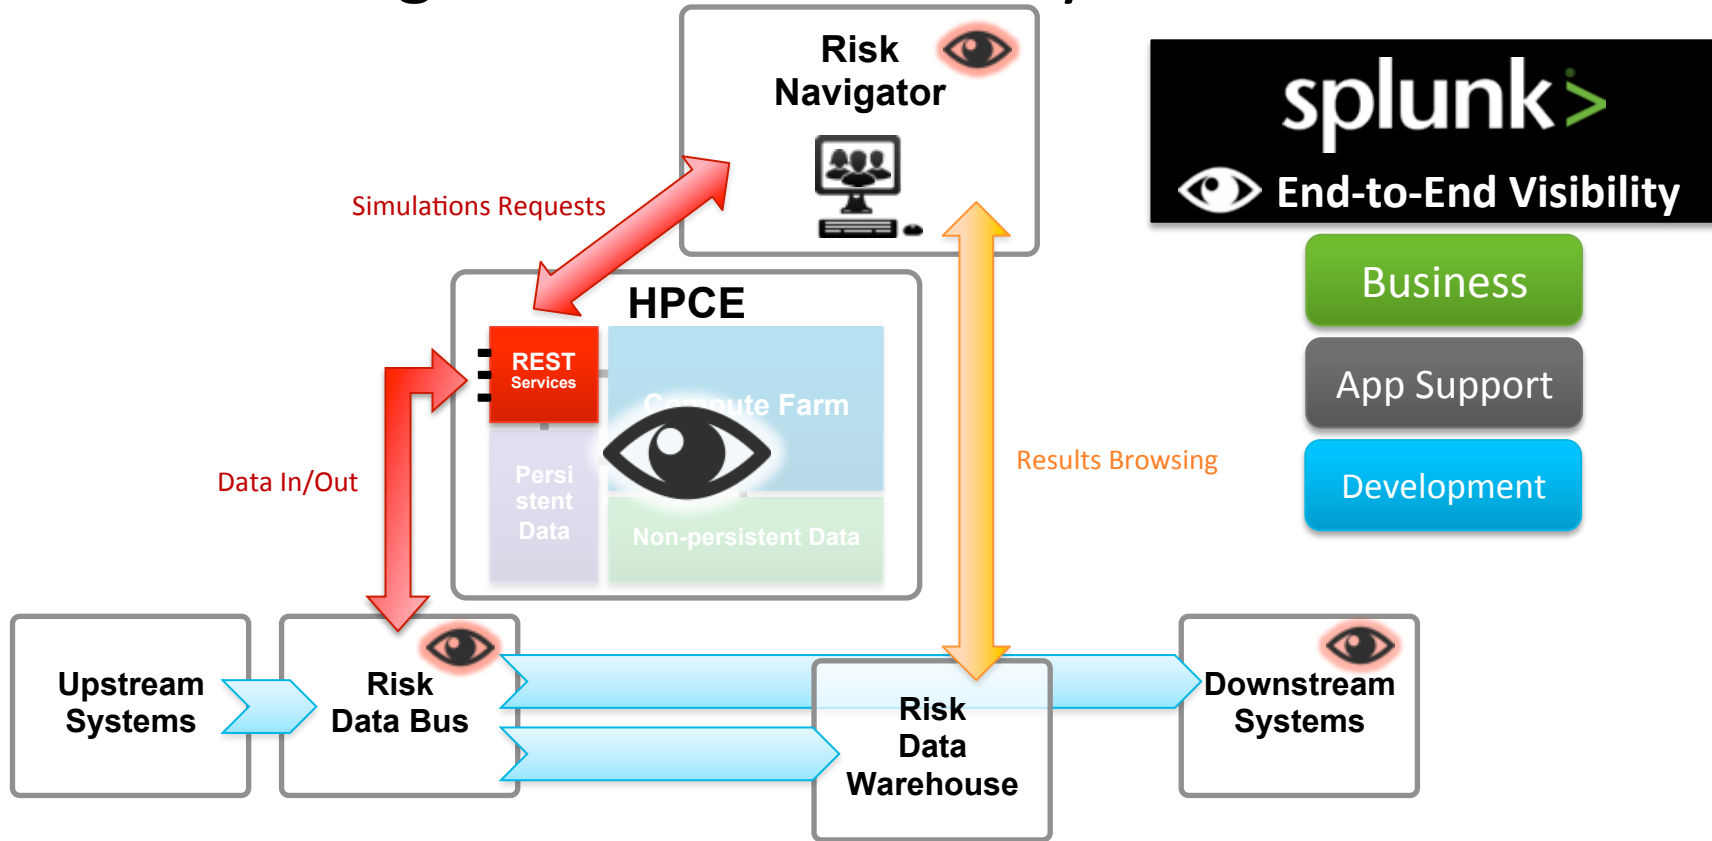 Risk
Navigator
splunk>
End-to-End Visibility
Simulations Requests
Business
HPCE
REST
Services
App Support
Compute Farm
Results Browsing
Data In/Out
Persi
stent
Data
Development
Non-persistent Data
Upstream
Systems
Risk
Data Bus
Risk
Data
Warehouse
Downstream
Systems